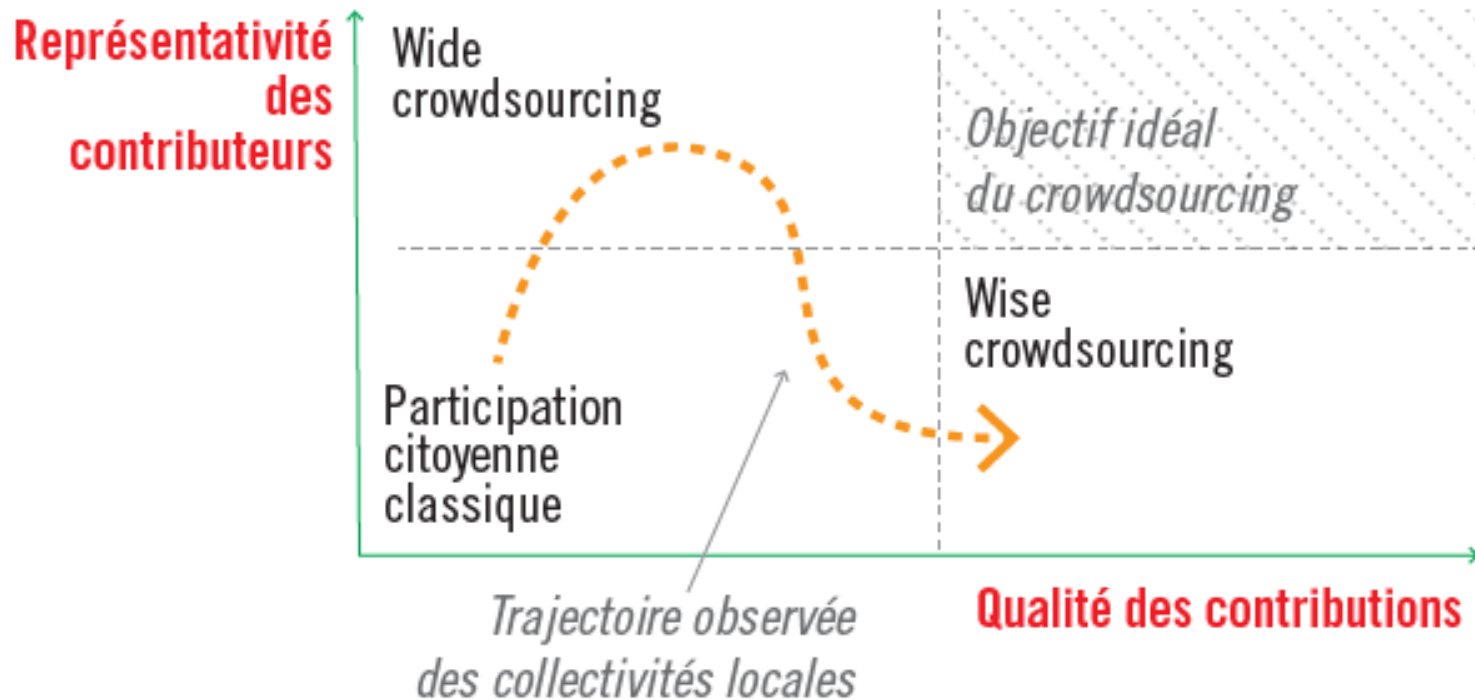 Représentativité
des
contributeurs
Wide
crowdsourcing
Objectif idéal
du crowdsourcing
Wise
crowdsourcing
Participation
citoyenne
classique
Trajectoire observée
des collectivités locales
Qualité des contributions